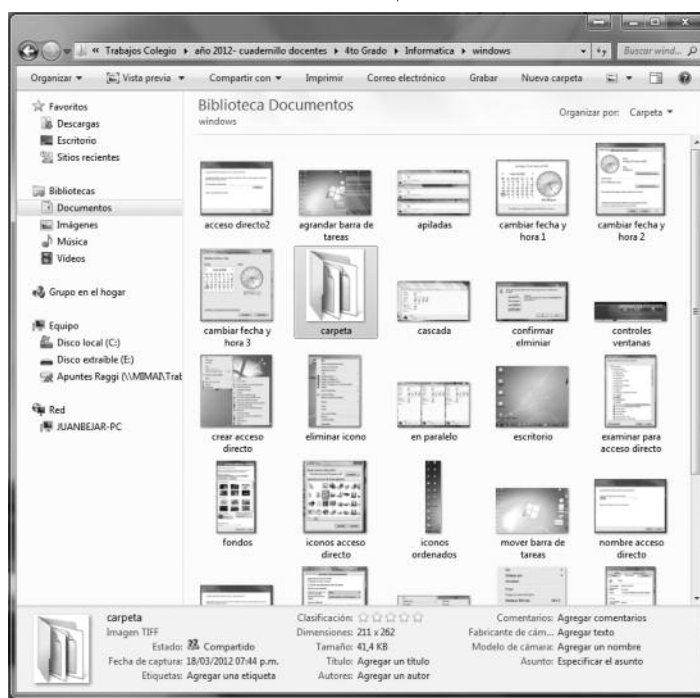 « Trabajos Colegio ▸ año 2012- cuadernillo docentes ▸ 4to Grado ▸ Informatica ▸ windows
Buscar wind...
Organizar Vista previa Compartir con Imprimir Correo electrónico Grabar Nueva carpeta
Favoritos
Descargas
Escritorio
Sitios recientes
Bibliotecas
Documentos
Imágenes
Música
Vídeos
Grupo en el hogar
Equipo
Disco local (C:)
Disco extraíble (E:)
Apuntes Raggi (\\MIMAI\Trat
Red
JUANBEJAR-PC
Biblioteca Documentos
windows
Organizar por: Carpeta
acceso directo2
agrandar barra de
tareas
apiladas
cambiar fecha y
hora 1
cambiar fecha y
hora 2
cambiar fecha y
hora 3
carpeta
cascada
confirmar
elminiar
controles
ventanas
crear acceso
directo
eliminar icono
en paralelo
escritorio
examinar para
acceso directo
fondos
iconos acceso
directo
iconos
ordenados
mover barra de
tareas
nombre acceso
directo
carpeta
Imagen TIFF
Estado: Compartido
Fecha de captura: 18/03/2012 07:44 p.m.
Etiquetas: Agregar una etiqueta
Clasificación:
Dimensiones: 211 x 262
Tamaño: 41,4 KB
Título: Agregar un título
Autores: Agregar un autor
Comentarios: Agregar comentarios
Fabricante de cám... Agregar texto
Modelo de cámara: Agregar un nombre
Asunto: Especificar el asunto